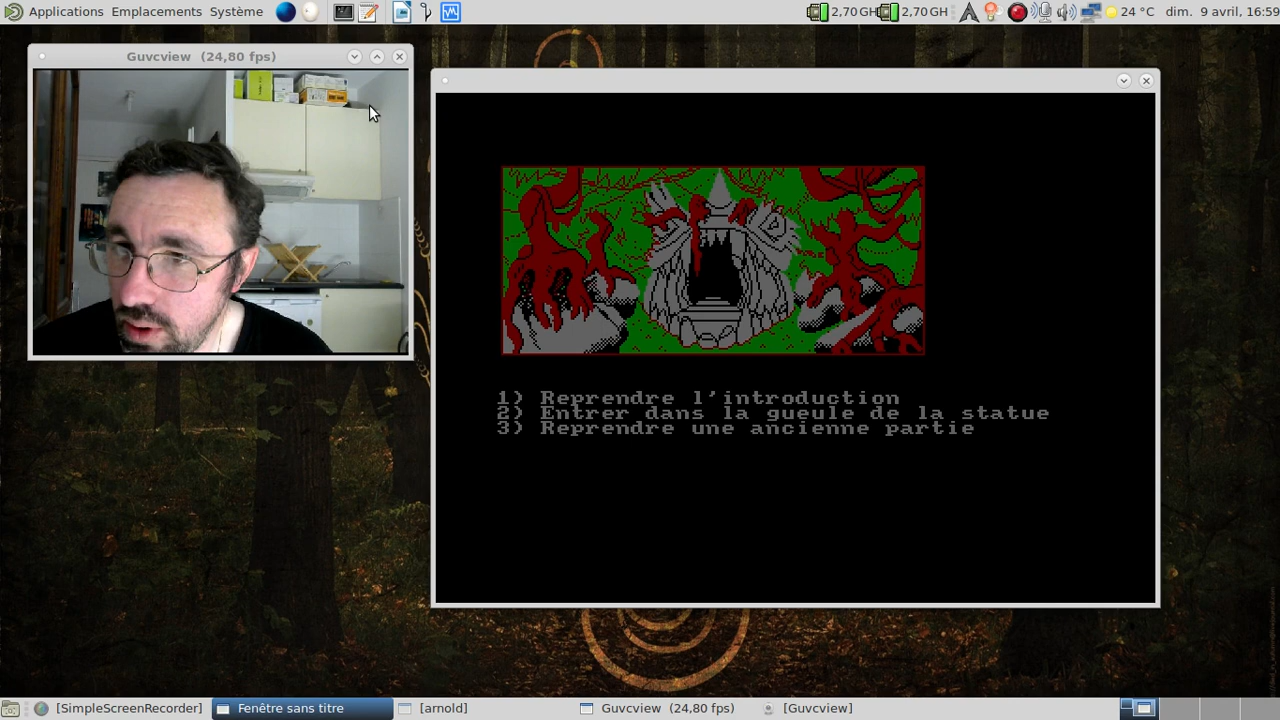 Applications Emplacements Système
2,70 GH 2,70 GH 24 °C dim. 9 avril, 16:59
Guvcview (24,80 fps)
1) Reprendre l'introduction
2) Entrer dans la gueule de la statue
3) Reprendre une ancienne partie
[SimpleScreenRecorder] Fenêtre sans titre [arnold] Guvcview (24,80 fps) [Guvcview]